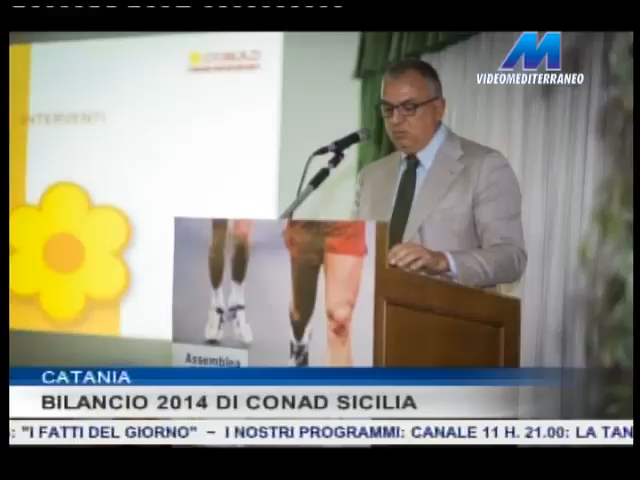 M
VIDEOMEDITERRANEO
CONAD
INTERVENTI
Assemblea
CATANIA
BILANCIO 2014 DI CONAD SICILIA
: "I FATTI DEL GIORNO" – I NOSTRI PROGRAMMI: CANALE 11 H. 21.00: LA TAN